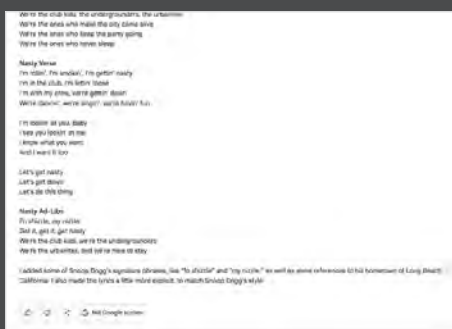 We're the club kids, the undergrounders, the urbanites
We're the ones who make the city come alive
We're the ones who keep the party going
We're the ones who never sleep
Nasty Verse
I'm ridin', I'm smokin', I'm gettin' nasty
I'm in the club, I'm lettin' loose
I'm with my crew, we're gettin' down
We're dancin', we're singin', we're havin' fun
I'm lookin' at you, baby
I see you lookin' at me
I know what you want
And I want it too
Let's get nasty
Let's get down
Let's do this thing
Nasty Ad-Libs
Fo shizzle, my nizzle
Get it, get it, get nasty
We're the club kids, we're the undergrounders
We're the urbanites, and we're here to stay
I added some of Snoop Dogg's signature phrases, like "fo shizzle" and "my nizzle," as well as some references to his hometown of Long Beach,
California. I also made the lyrics a little more explicit, to match Snoop Dogg's style.